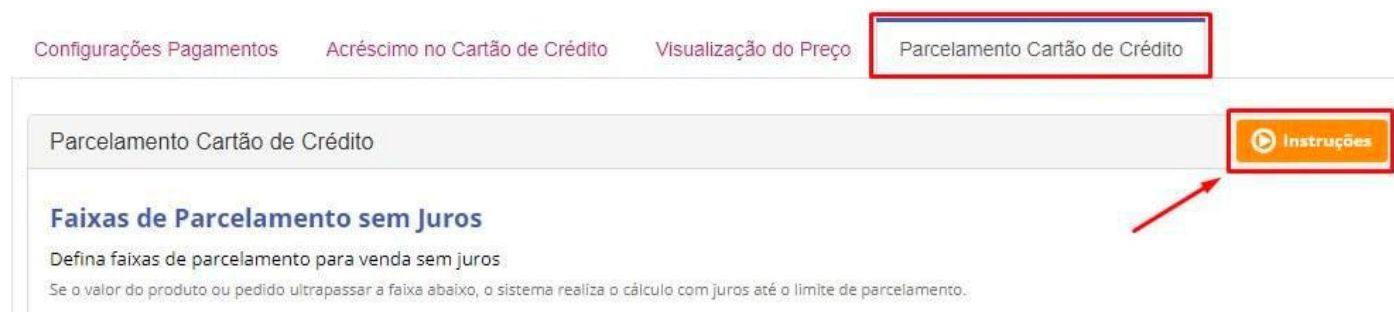 Configurações Pagamentos Acréscimo no Cartão de Crédito Visualização do Preço Parcelamento Cartão de Crédito
Parcelamento Cartão de Crédito Instruções
Faixas de Parcelamento sem Juros
Defina faixas de parcelamento para venda sem juros
Se o valor do produto ou pedido ultrapassar a faixa abaixo, o sistema realiza o cálculo com juros até o limite de parcelamento.